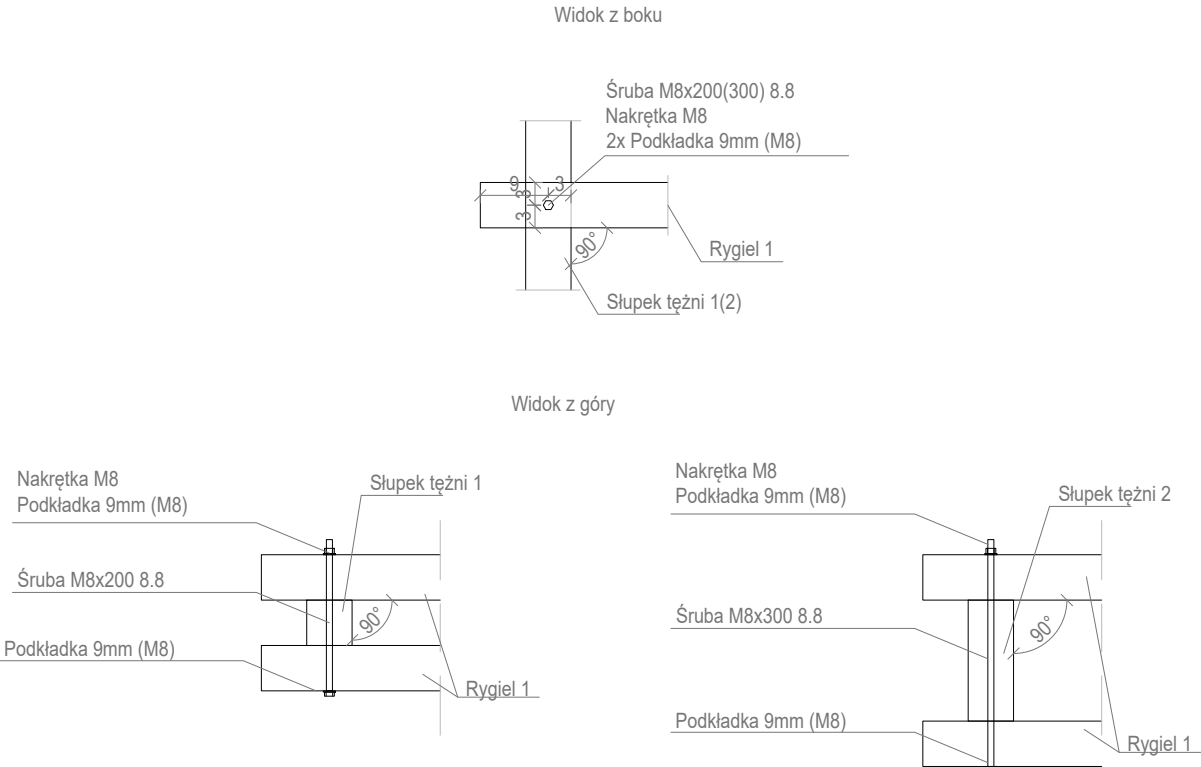 Widok z boku
Śruba M8x200(300) 8.8
Nakrętka M8
2x Podkładka 9mm (M8)
9
3
3
3
90°
Rygiel 1
Słupek tężni 1(2)
Widok z góry
Nakrętka M8
Podkładka 9mm (M8)
Słupek tężni 1
Śruba M8x200 8.8
90°
Podkładka 9mm (M8)
Rygiel 1
Nakrętka M8
Podkładka 9mm (M8)
Słupek tężni 2
Śruba M8x300 8.8
90°
Podkładka 9mm (M8)
Rygiel 1